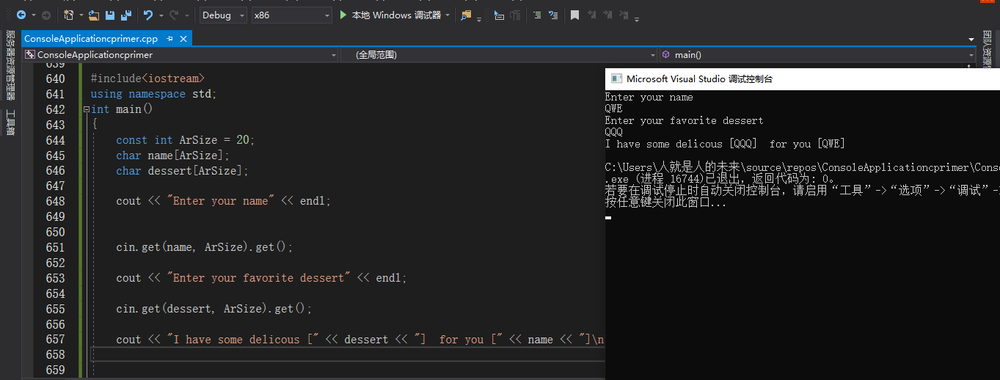 Debug
x86
本地 Windows 调试器
服务器资源管理器
工具箱
ConsoleApplicationcprimer.cpp
ConsoleApplicationcprimer
(全局范围)
main()
639
640 #include<iostream>
641 using namespace std;
642 int main()
643 {
644 const int ArSize = 20;
645 char name[ArSize];
646 char dessert[ArSize];
647
648 cout << "Enter your name" << endl;
649
650
651 cin.get(name, ArSize).get();
652
653 cout << "Enter your favorite dessert" << endl;
654
655 cin.get(dessert, ArSize).get();
656
657 cout << "I have some delicous [" << dessert << "]  for you [" << name << "]\n
658
659
Microsoft Visual Studio 调试控制台
Enter your name
QWE
Enter your favorite dessert
QQQ
I have some delicous [QQQ]  for you [QWE]
C:\Users\人就是人的未来\source\repos\ConsoleApplicationcprimer\Cons
.exe (进程 16744)已退出，返回代码为: 0。
若要在调试停止时自动关闭控制台，请启用“工具”->“选项”->“调试”-
按任意键关闭此窗口...
团队资源